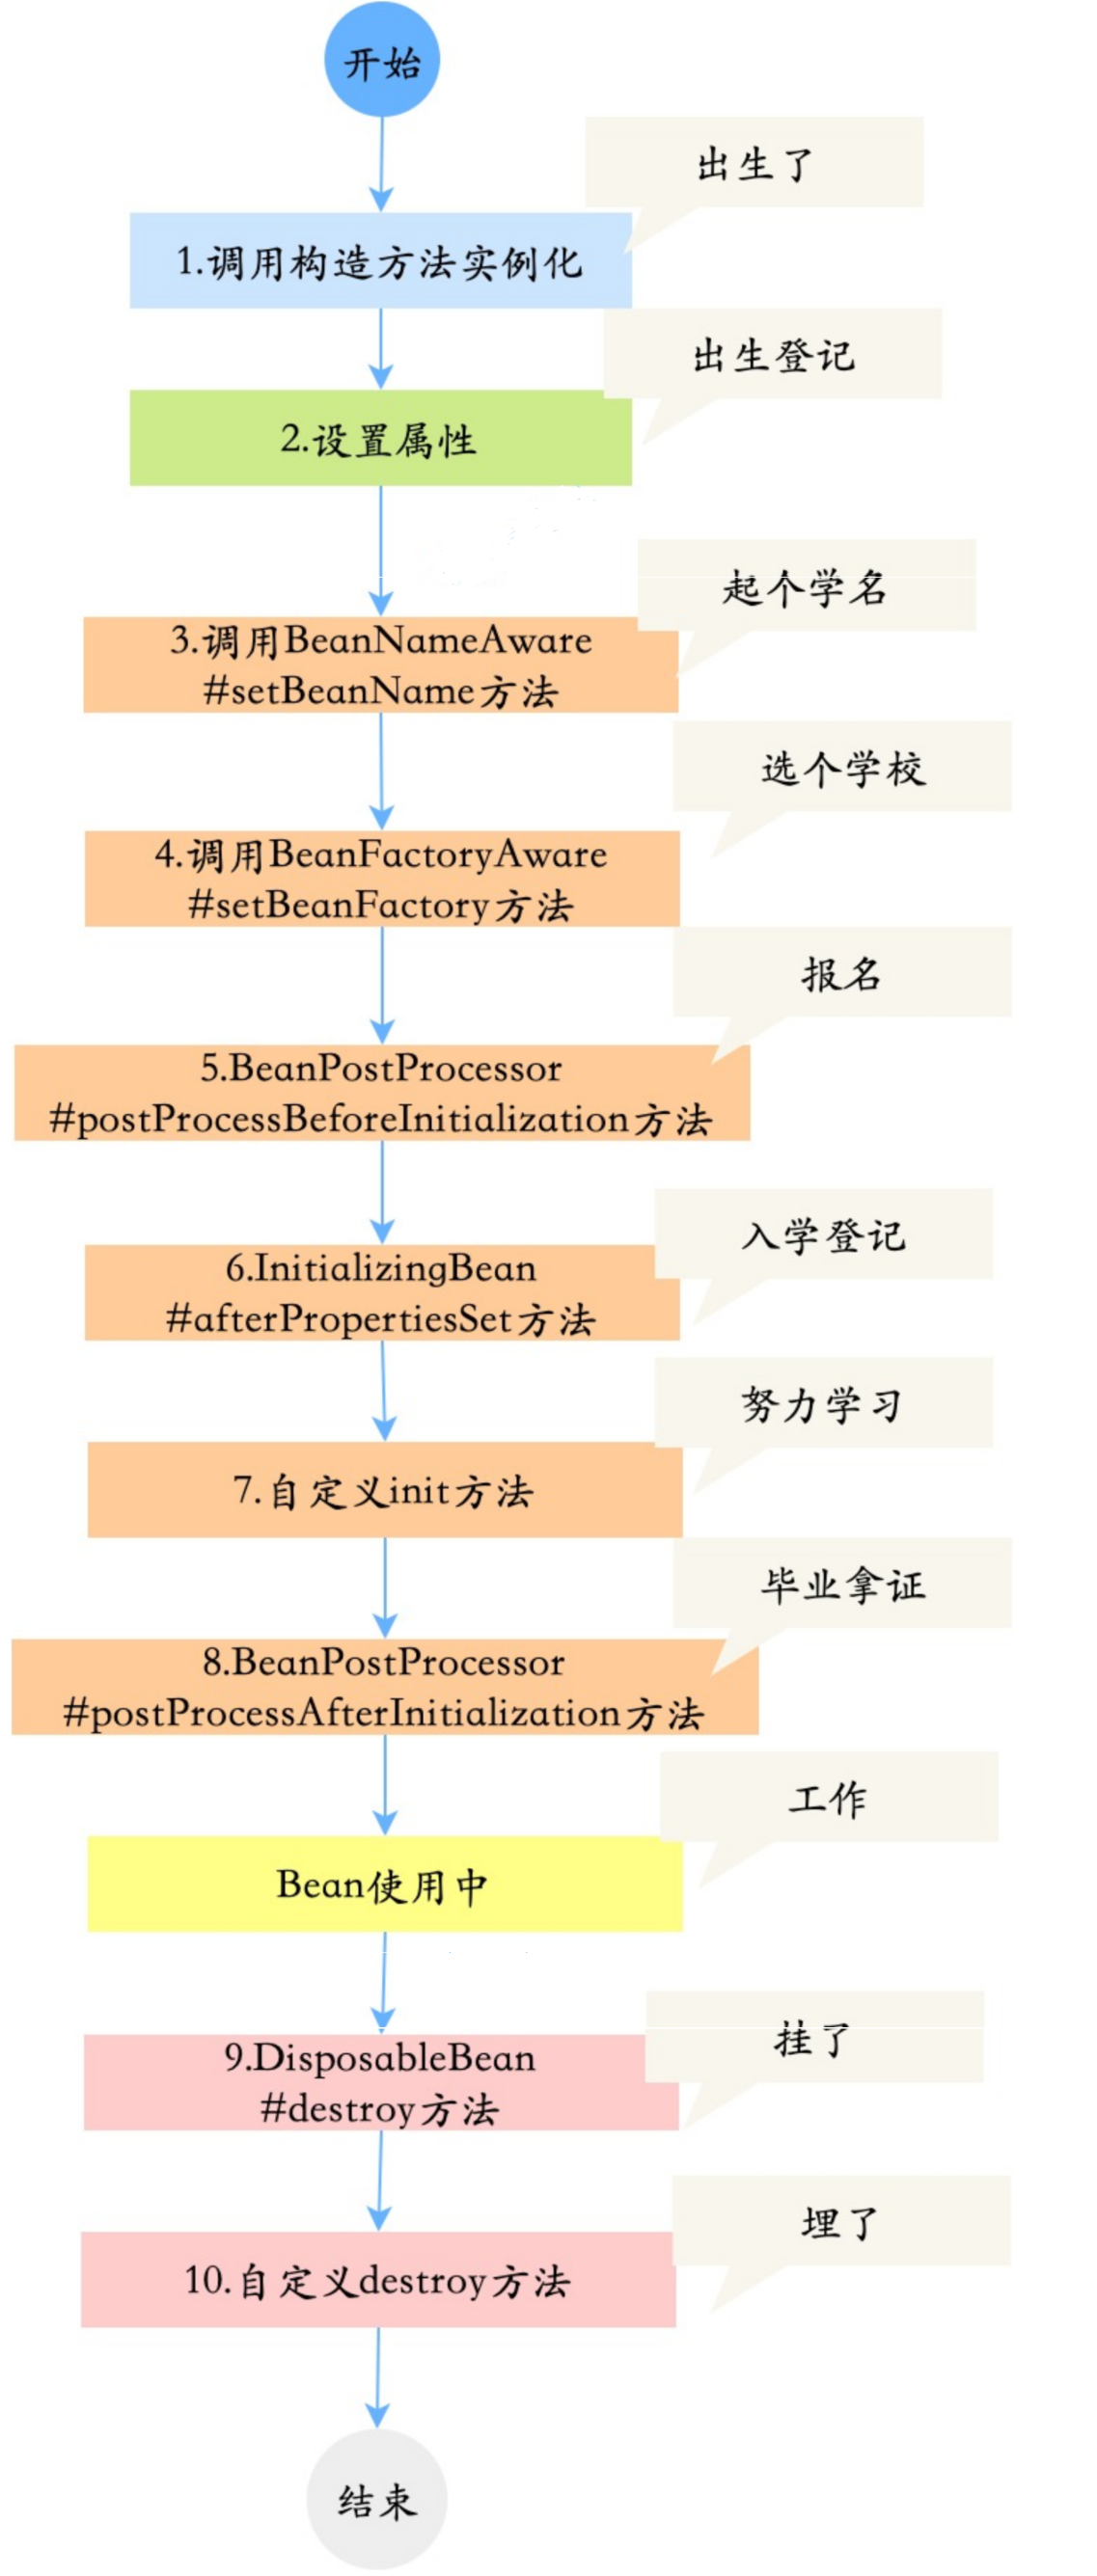 开始
出生了
1.调用构造方法实例化
出生登记
2.设置属性
起个学名
3.调用BeanNameAware
#setBeanName方法
选个学校
4.调用BeanFactoryAware
#setBeanFactory方法
报名
5.BeanPostProcessor
#postProcessBeforeInitialization方法
入学登记
6.InitializingBean
#afterPropertiesSet方法
努力学习
7.自定义init方法
毕业拿证
8.BeanPostProcessor
#postProcessAfterInitialization方法
工作
Bean使用中
挂了
9.DisposableBean
#destroy方法
埋了
10.自定义destroy方法
结束